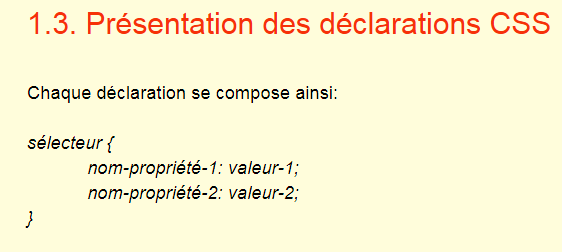 1.3. Présentation des déclarations CSS
Chaque déclaration se compose ainsi:
sélecteur {
nom-propriété-1: valeur-1;
nom-propriété-2: valeur-2;
}